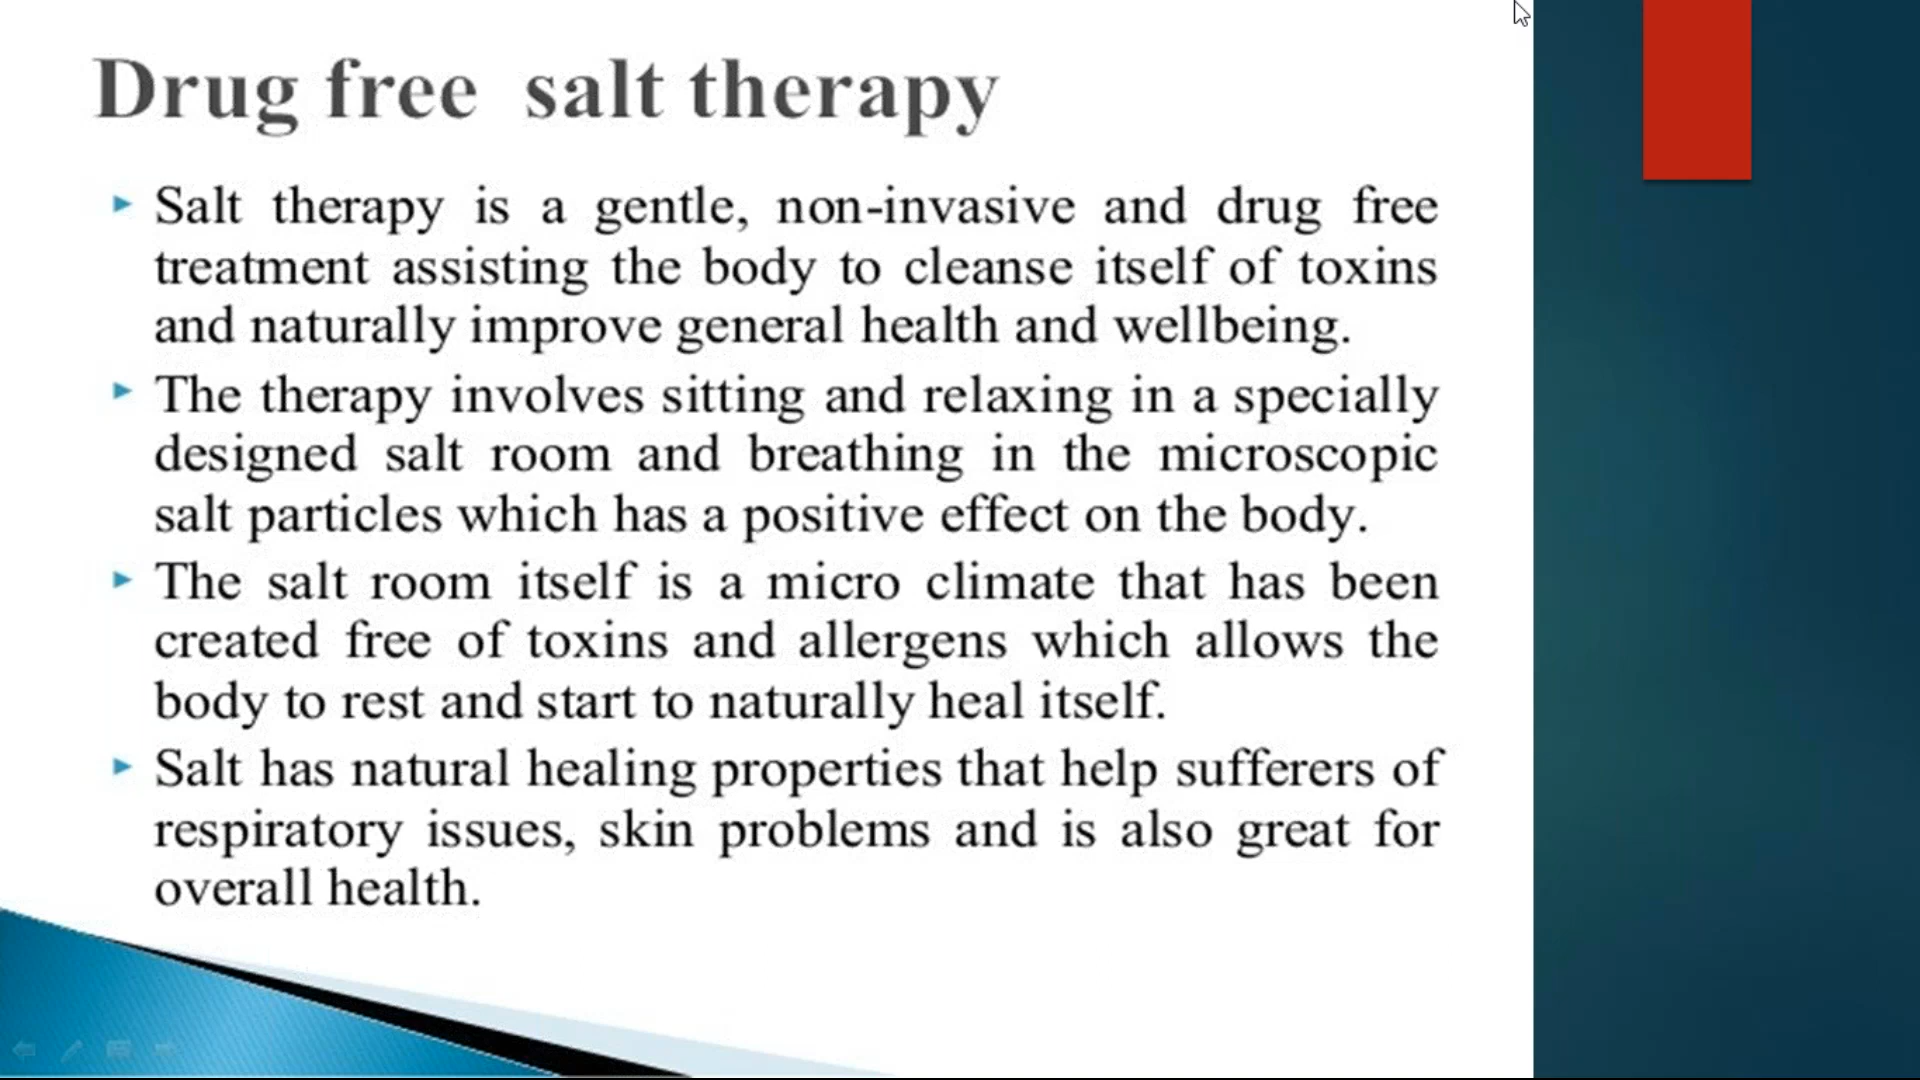 Drug free salt therapy
Salt therapy is a gentle, non-invasive and drug free
treatment assisting the body to cleanse itself of toxins
and naturally improve general health and wellbeing.
The therapy involves sitting and relaxing in a specially
designed salt room and breathing in the microscopic
salt particles which has a positive effect on the body.
The salt room itself is a micro climate that has been
created free of toxins and allergens which allows the
body to rest and start to naturally heal itself.
Salt has natural healing properties that help sufferers of
respiratory issues, skin problems and is also great for
overall health.